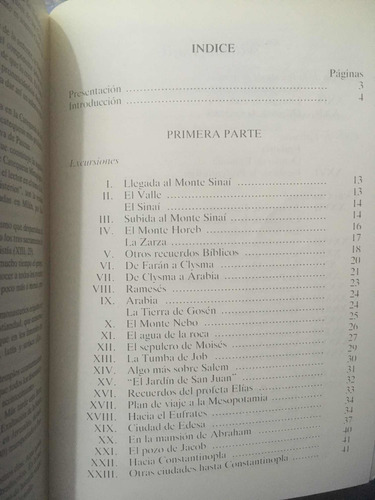 INDICE
Páginas
Presentación ........ 3
Introducción ........ 4
PRIMERA PARTE
Excursiones
I. Llegada al Monte Sinaí ........ 13
II. El Valle ........ 13
El Sinaí ........ 14
III. Subida al Monte Sinaí ........ 14
IV. El Monte Horeb ........ 16
La Zarza ........ 17
V. Otros recuerdos Bíblicos ........ 18
VI. De Farán a Clysma ........ 20
VII. De Clysma a Arabia ........ 21
VIII. Ramesés ........ 23
IX. Arabia ........ 24
La Tierra de Gosén ........ 24
X. El Monte Nebo ........ 24
XI. El agua de la roca ........ 26
XII. El sepulcro de Moisés ........ 27
XIII. La Tumba de Job ........ 29
XIV. Algo más sobre Salem ........ 30
XV. "El Jardín de San Juan" ........ 31
XVI. Recuerdos del profeta Elías ........ 32
XVII. Plan de viaje a la Mesopotamia ........ 33
XVIII. Hacia el Eufrates ........ 34
XIX. Ciudad de Edesa ........ 34
XX. En la mansión de Abraham ........ 37
XXI. El pozo de Jacob ........ 40
XXII. Hacia Constantinopla ........ 41
XXIII. Otras ciudades hasta Constantinopla ........ 41